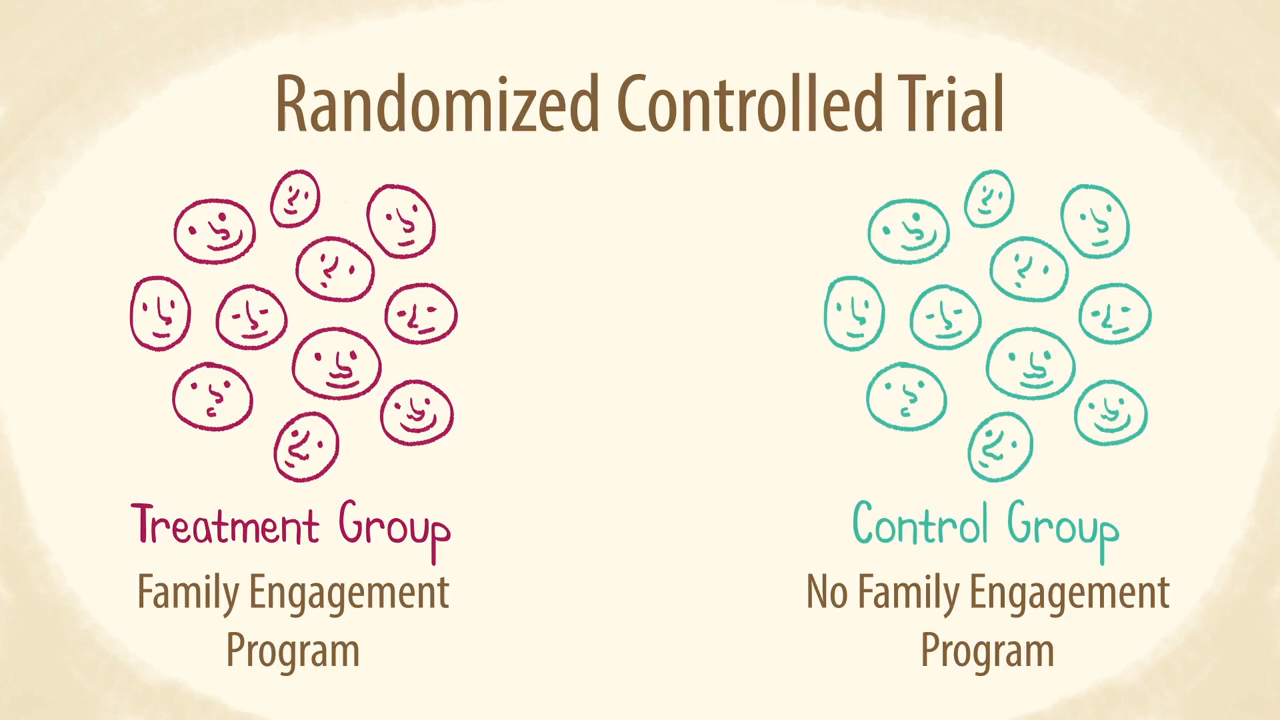 Randomized Controlled Trial
Treatment Group
Family Engagement
Program
Control Group
No Family Engagement
Program